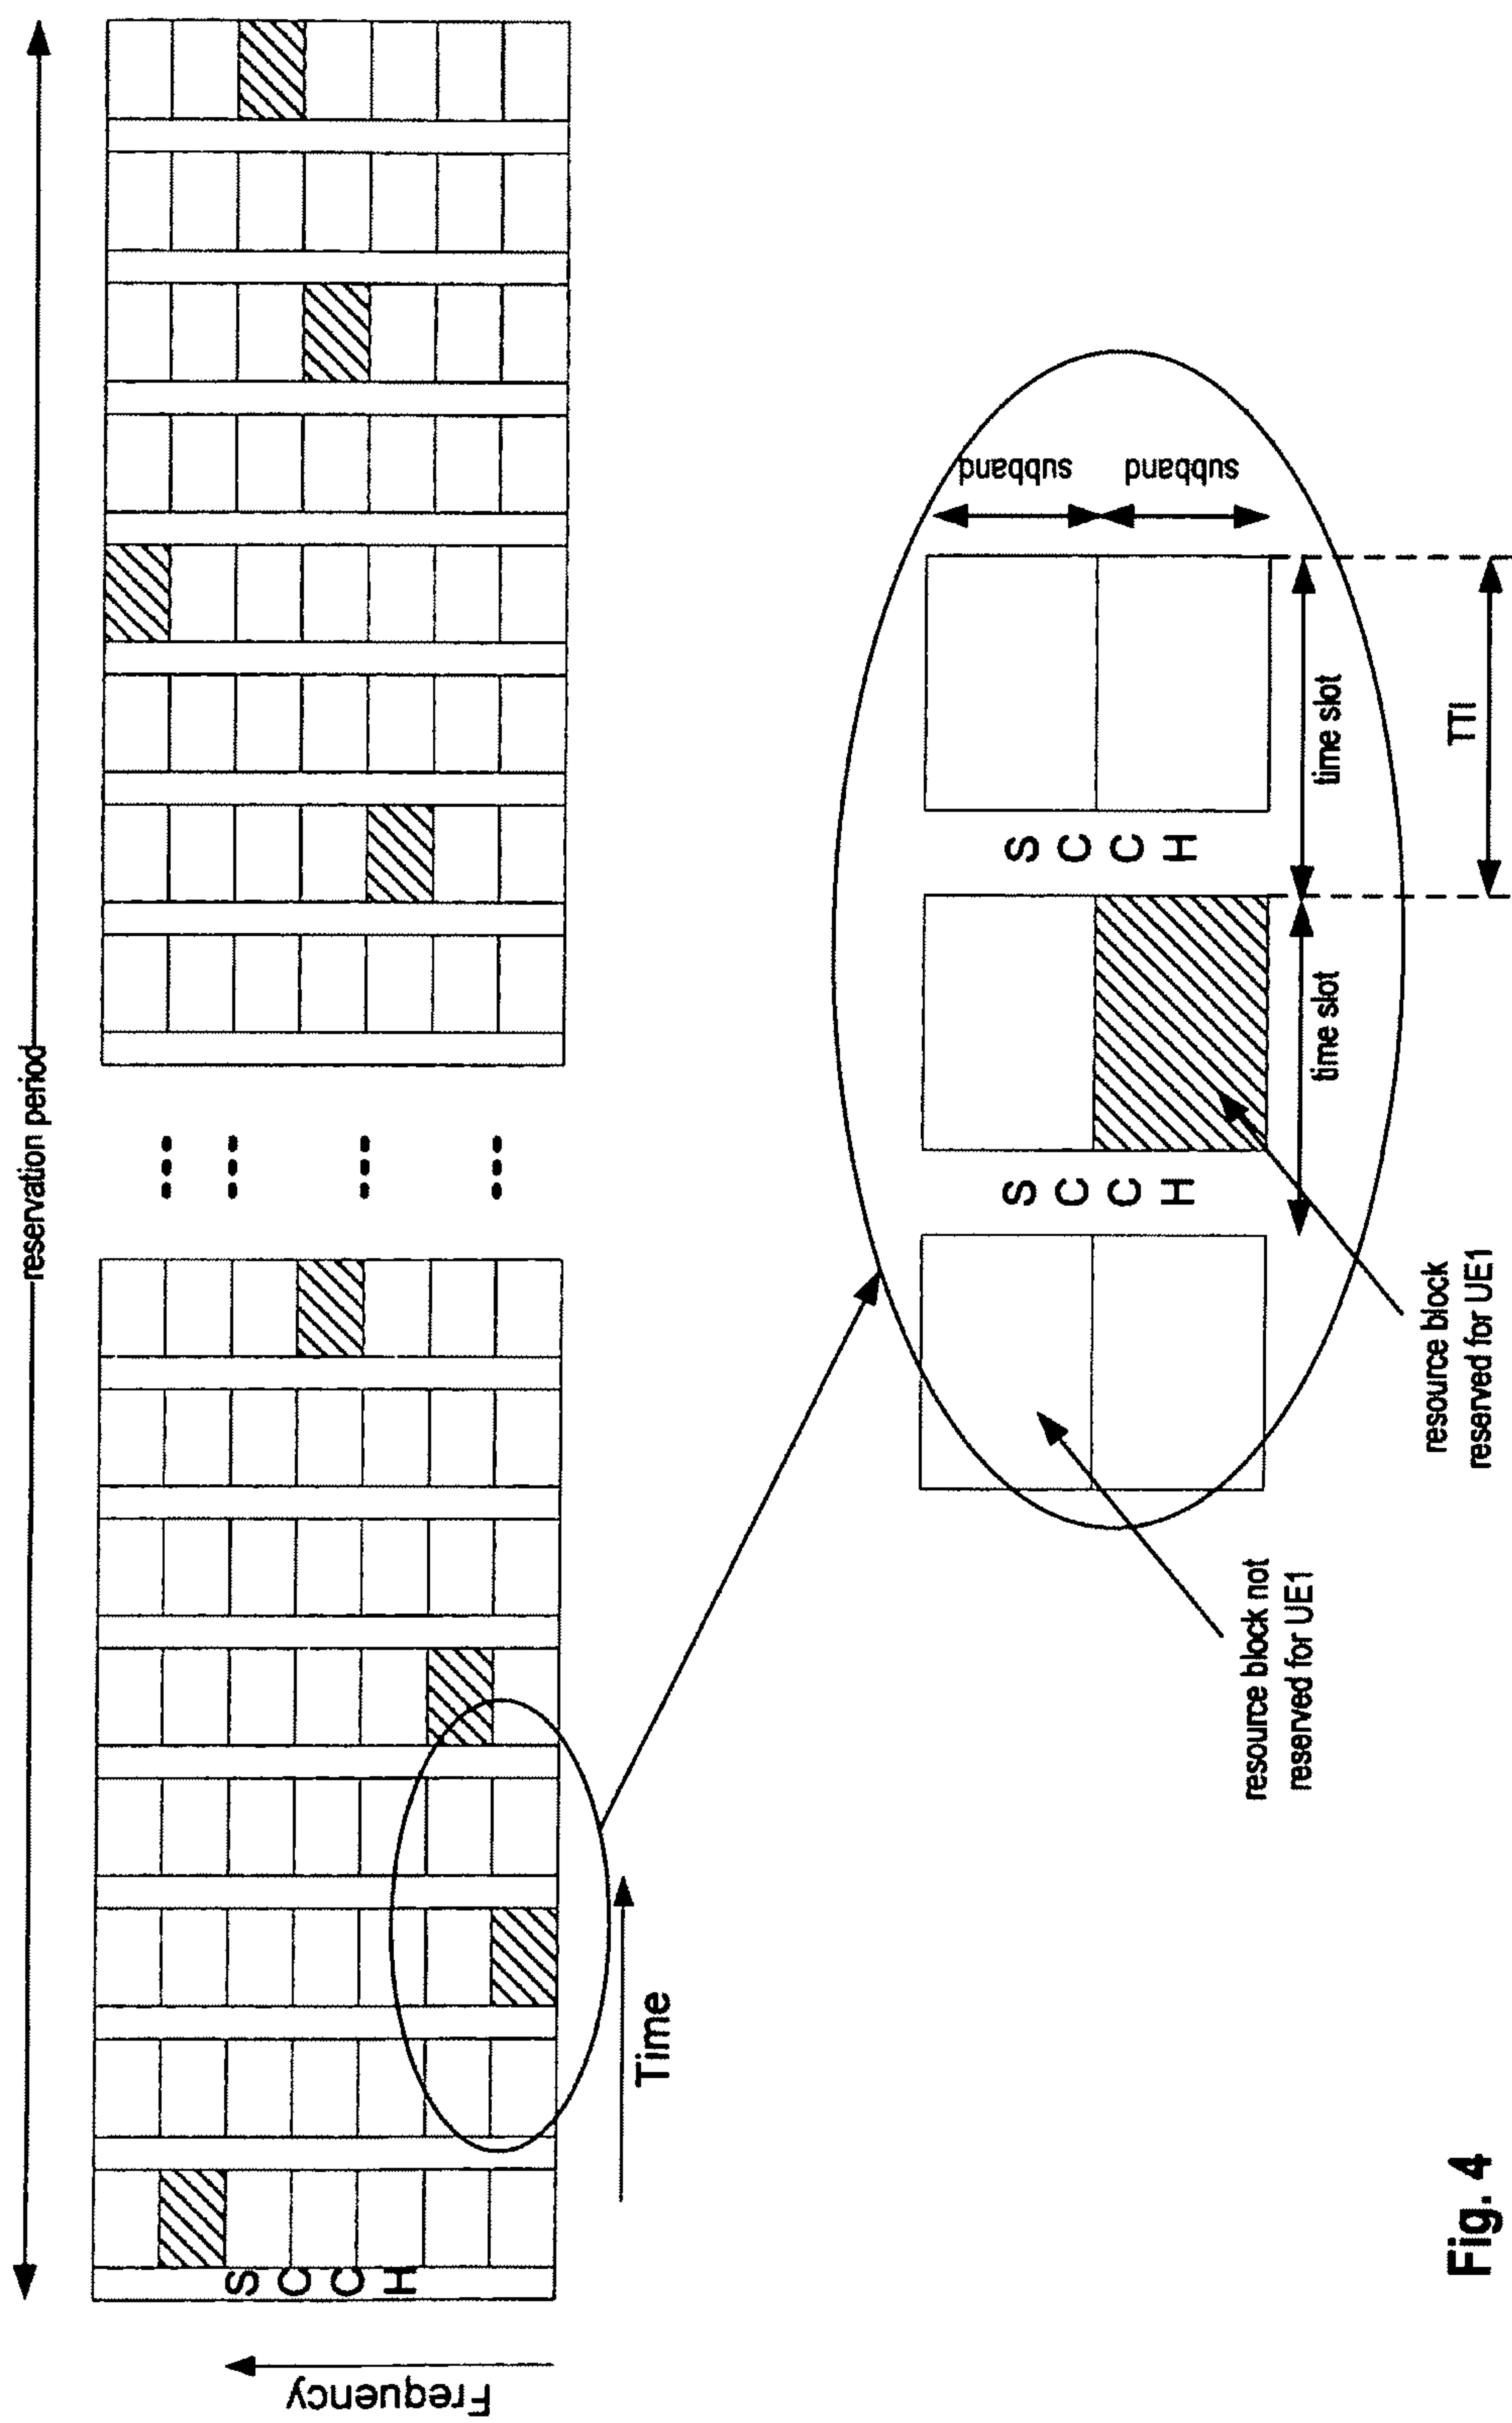 reservation period
Frequency
S
C
C
H
Time
S
C
C
H
S
C
C
H
subband
subband
time slot
time slot
TTI
resource block not
reserved for UE1
resource block
reserved for UE1
Fig. 4